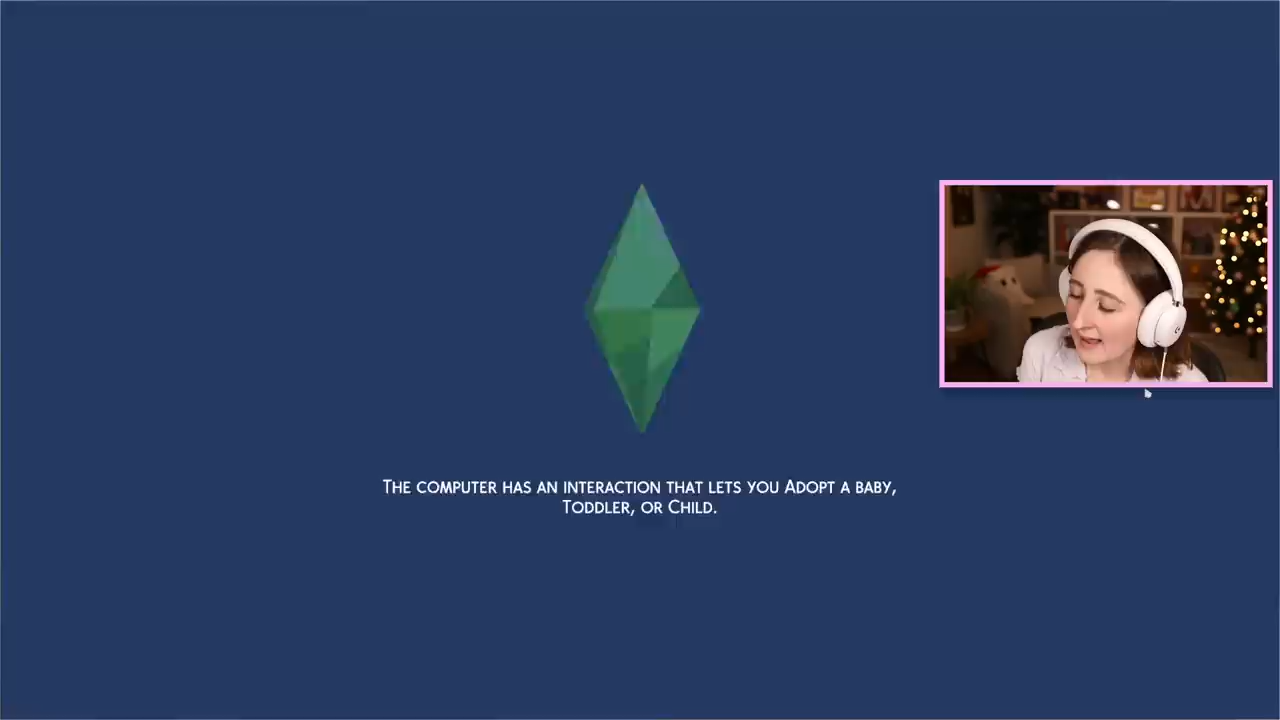 The computer has an interaction that lets you Adopt a baby,
Toddler, or Child.